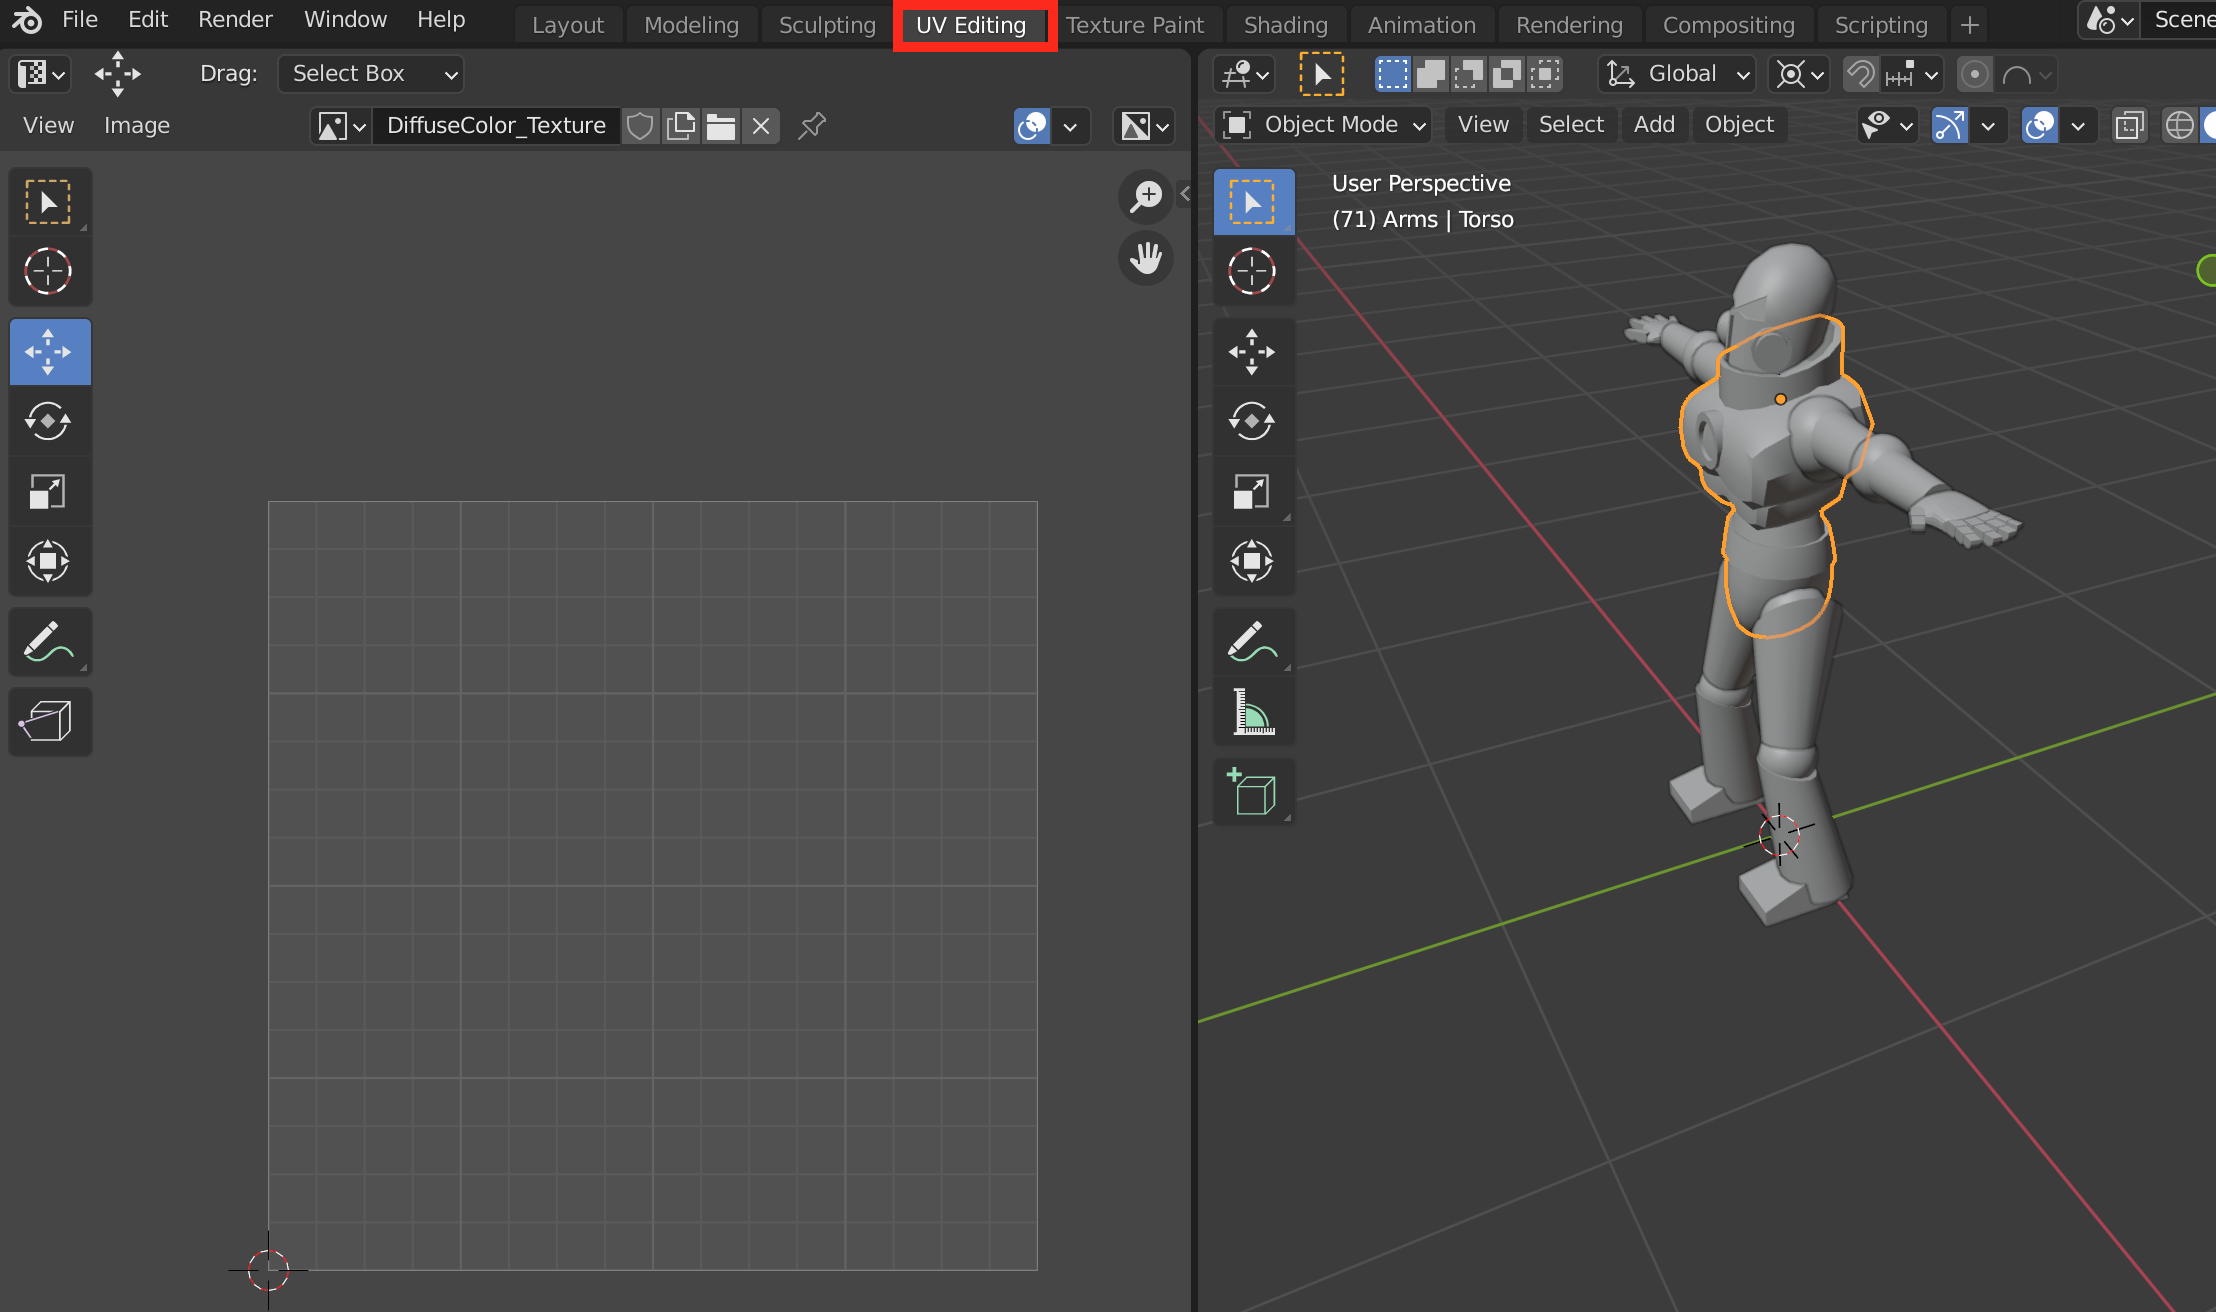 File Edit Render Window Help Layout Modeling Sculpting UV Editing Texture Paint Shading Animation Rendering Compositing Scripting Scene
Drag: Select Box Global
View Image DiffuseColor_Texture Object Mode View Select Add Object
User Perspective
(71) Arms | Torso